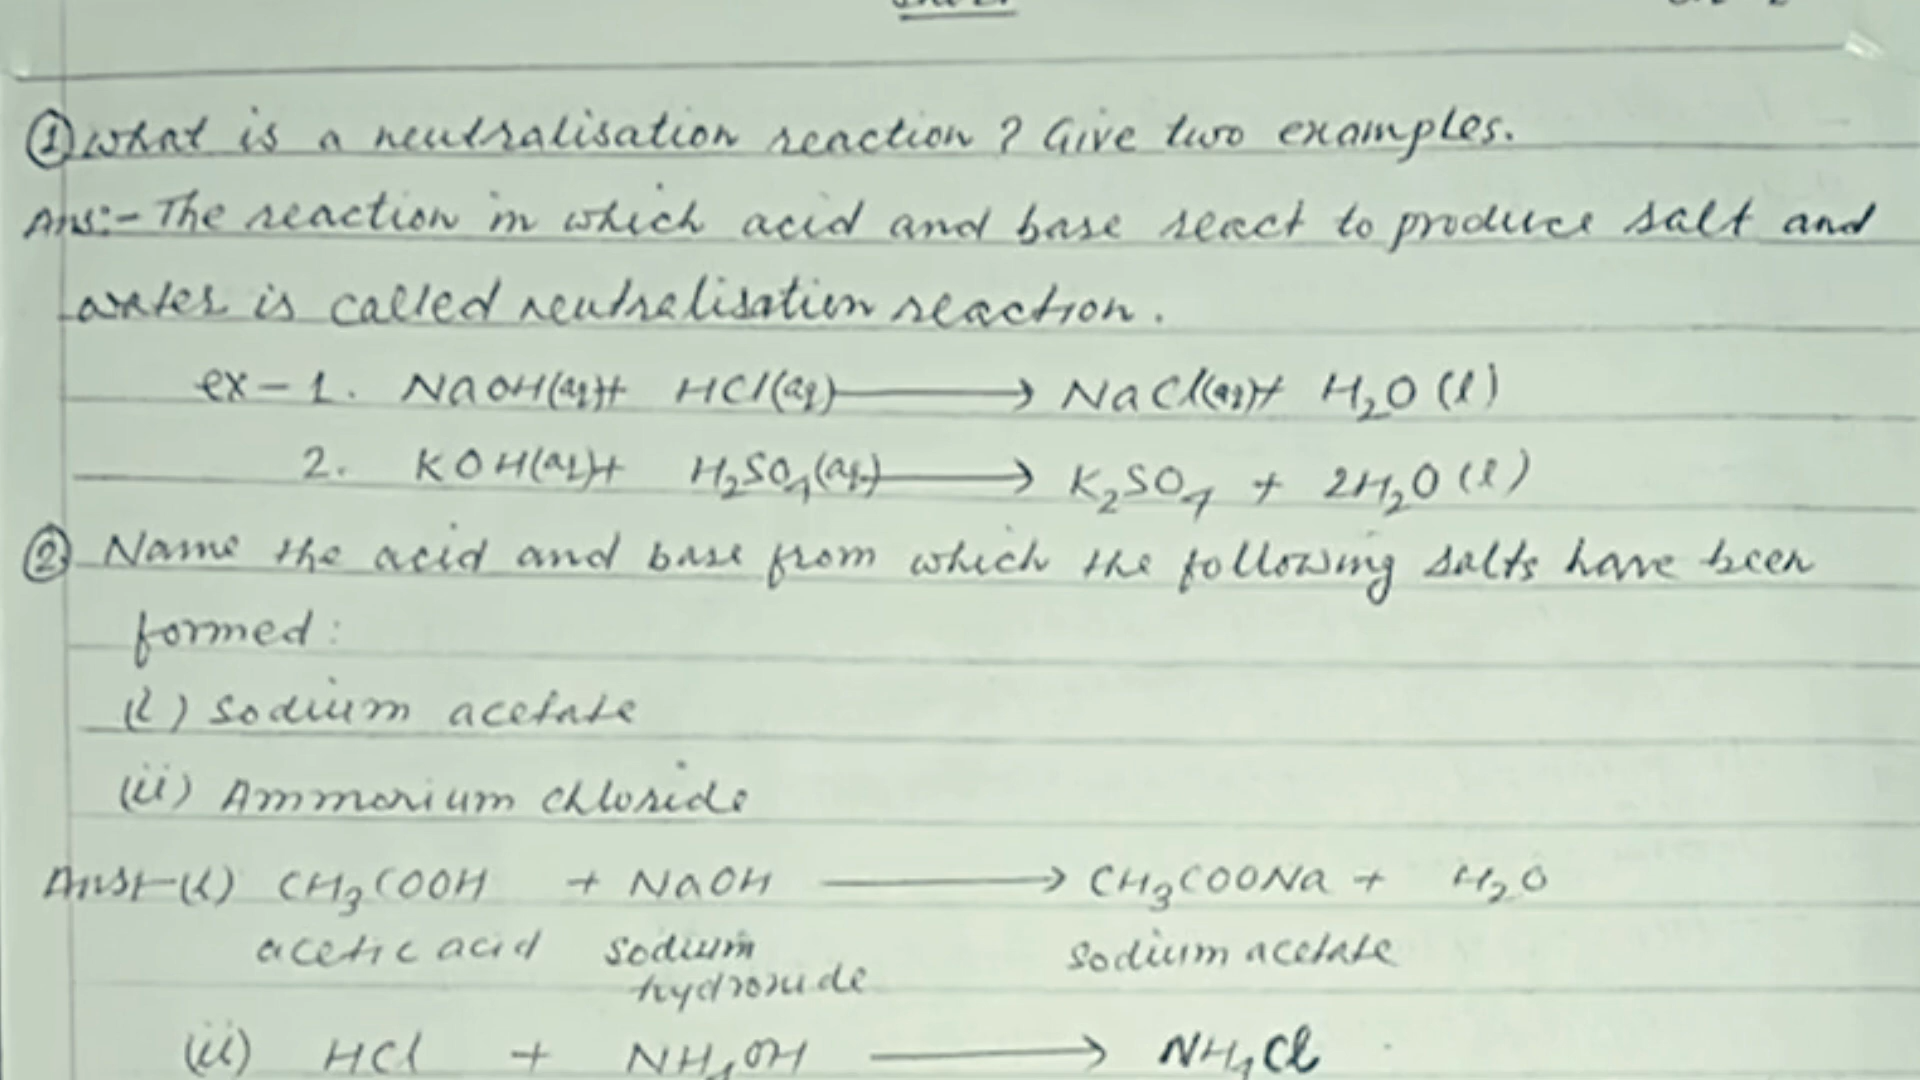 ① what is a neutralisation reaction? Give two examples.
Ans:- The reaction in which acid and base react to produce salt and
water is called neutralisation reaction.
ex-1. NaOH(aq)+ HCl(aq) ⟶ NaCl(aq)+ H₂O(l)
2. KOH(aq)+ H₂SO₄(aq) ⟶ K₂SO₄ + 2H₂O(l)
② Name the acid and base from which the following salts have been
formed:
(i) sodium acetate
(ii) Ammonium chloride
Ans:-(i) CH₃COOH + NaOH ⟶ CH₃COONa + H₂O
acetic acid sodium hydroxide sodium acetate
(ii) HCl + NH₄OH ⟶ NH₄Cl